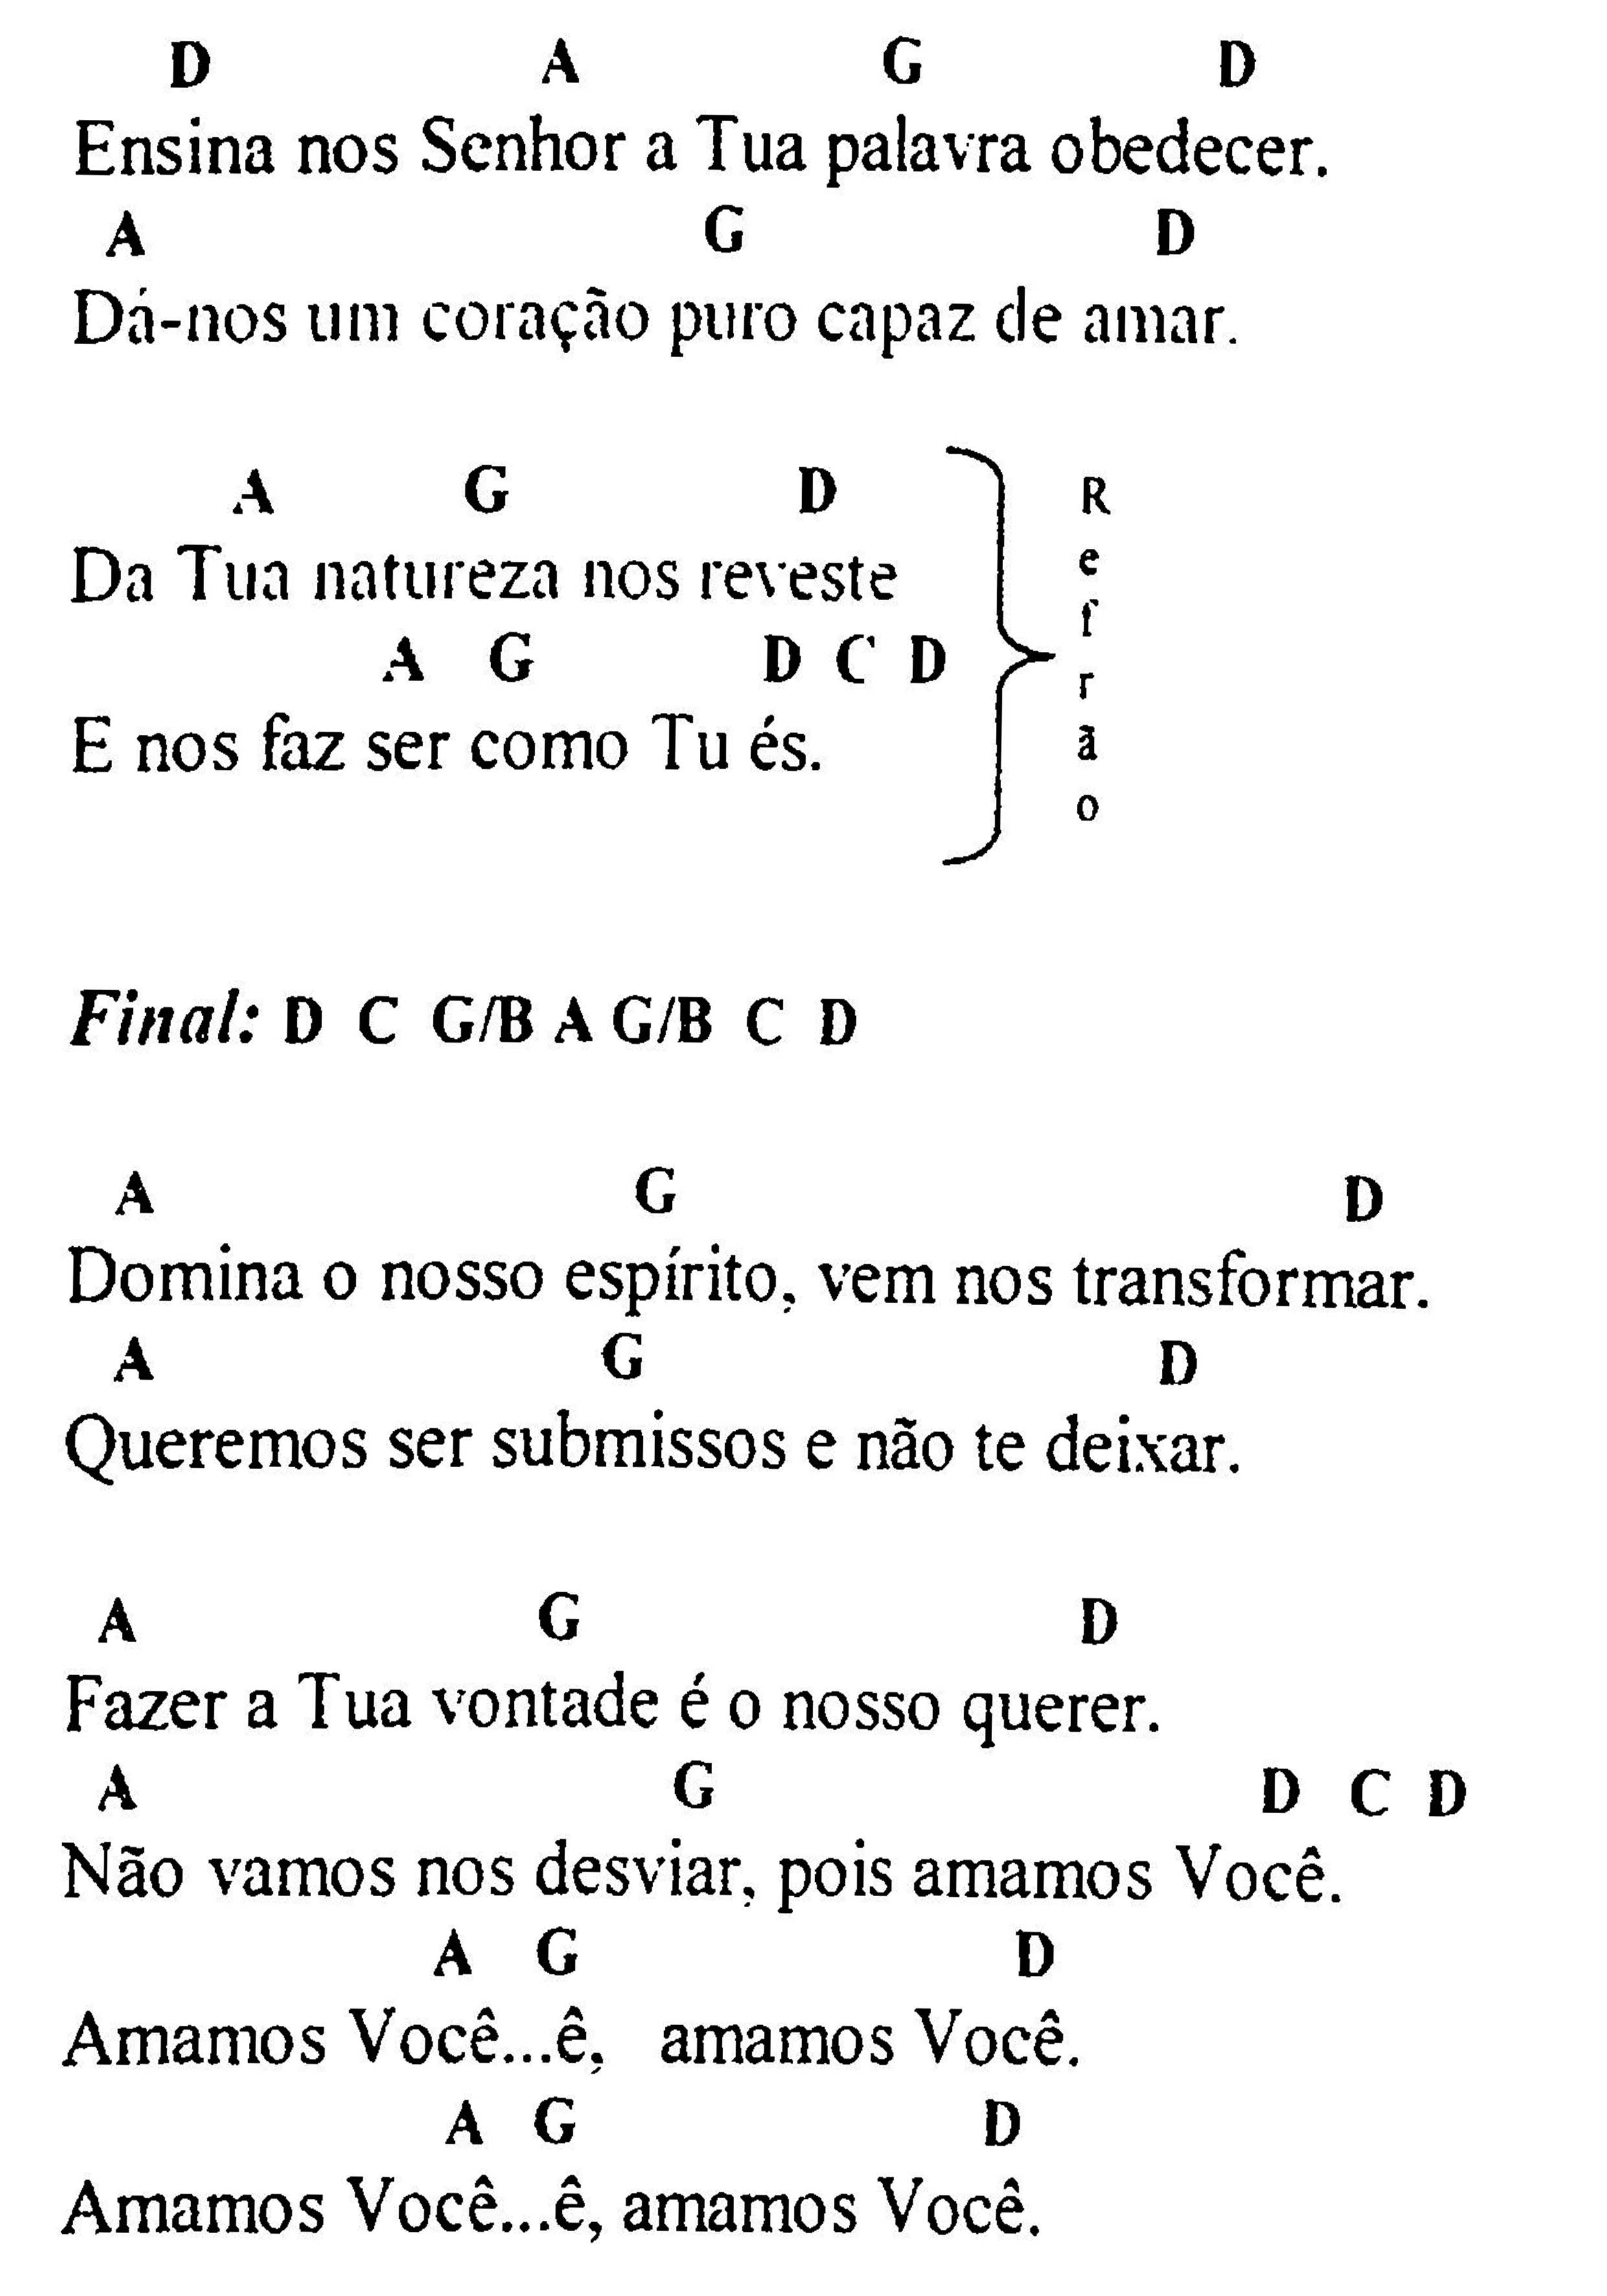 D A G D
Ensina nos Senhor a Tua palavra obedecer.
A G D
Dá-nos um coração puro capaz de amar.
A G D
Da Tua natureza nos reveste
A G D C D
E nos faz ser como Tu és.
Refrão
Final: D C G/B A G/B C D
A G D
Domina o nosso espírito, vem nos transformar.
A G D
Queremos ser submissos e não te deixar.
A G D
Fazer a Tua vontade é o nosso querer.
A G D C D
Não vamos nos desviar, pois amamos Você.
A G D
Amamos Você...ê, amamos Você.
A G D
Amamos Você...ê, amamos Você.